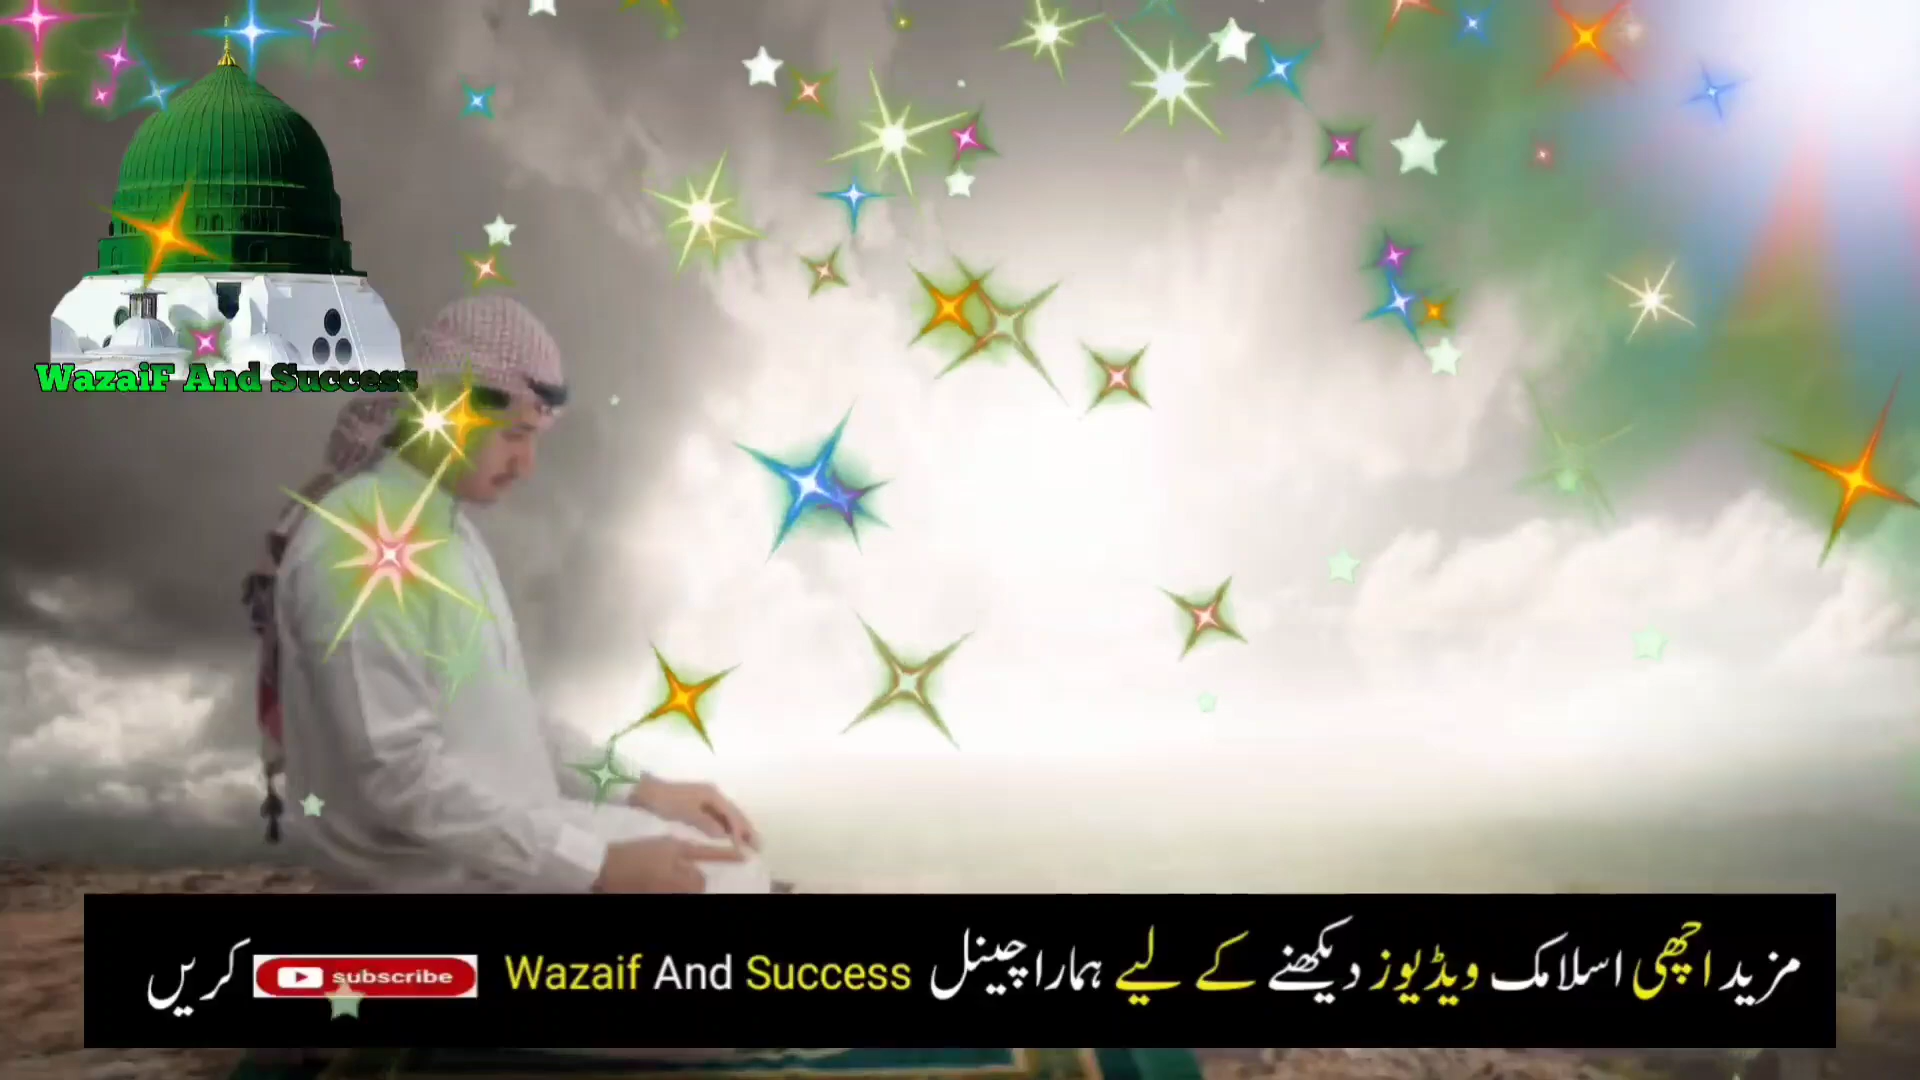 WazaiF And Success
مزید اچھی اسلامک ویڈیوز دیکھنے کے لیے ہمارا چینل Wazaif And Success subscribe کریں